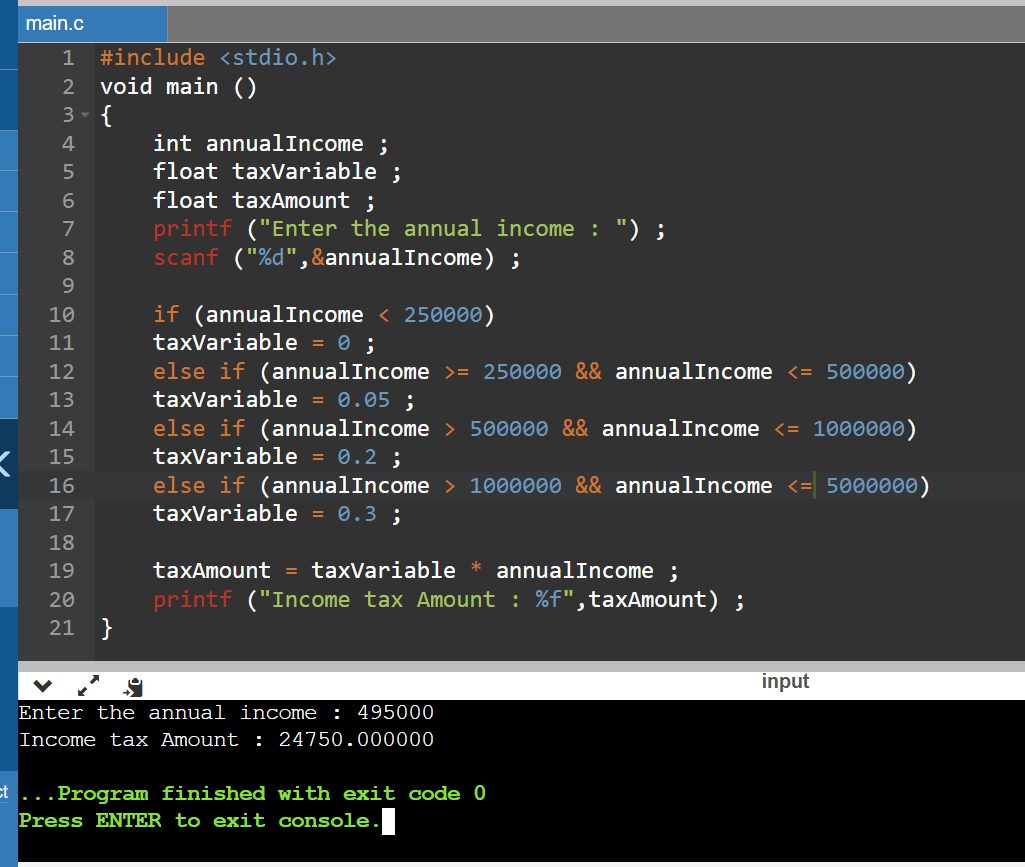 main.c
1 #include <stdio.h>
2 void main ()
3 {
4     int annualIncome ;
5     float taxVariable ;
6     float taxAmount ;
7     printf ("Enter the annual income : ") ;
8     scanf ("%d",&annualIncome) ;
9
10     if (annualIncome < 250000)
11     taxVariable = 0 ;
12     else if (annualIncome >= 250000 && annualIncome <= 500000)
13     taxVariable = 0.05 ;
14     else if (annualIncome > 500000 && annualIncome <= 1000000)
15     taxVariable = 0.2 ;
16     else if (annualIncome > 1000000 && annualIncome <= 5000000)
17     taxVariable = 0.3 ;
18
19     taxAmount = taxVariable * annualIncome ;
20     printf ("Income tax Amount : %f",taxAmount) ;
21 }
input
Enter the annual income : 495000
Income tax Amount : 24750.000000
...Program finished with exit code 0
ct
Press ENTER to exit console.